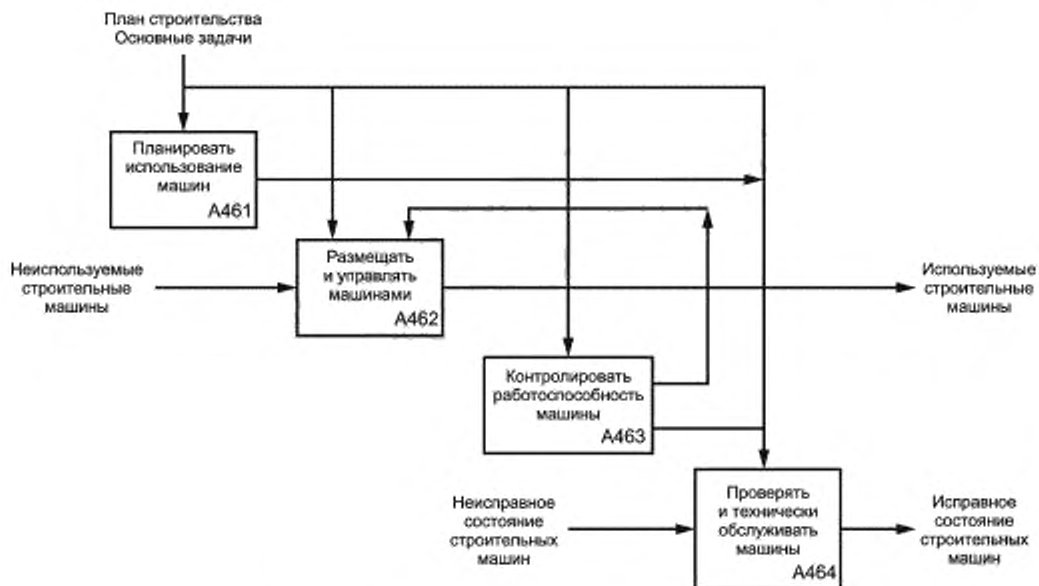 План строительства
Основные задачи
Планировать
использование
машин
А461
Размещать
и управлять
машинами
А462
Неиспользуемые
строительные
машины
Используемые
строительные
машины
Контролировать
работоспособность
машины
А463
Неисправное
состояние
строительных
машин
Проверять
и технически
обслуживать
машины
А464
Исправное
состояние
строительных
машин